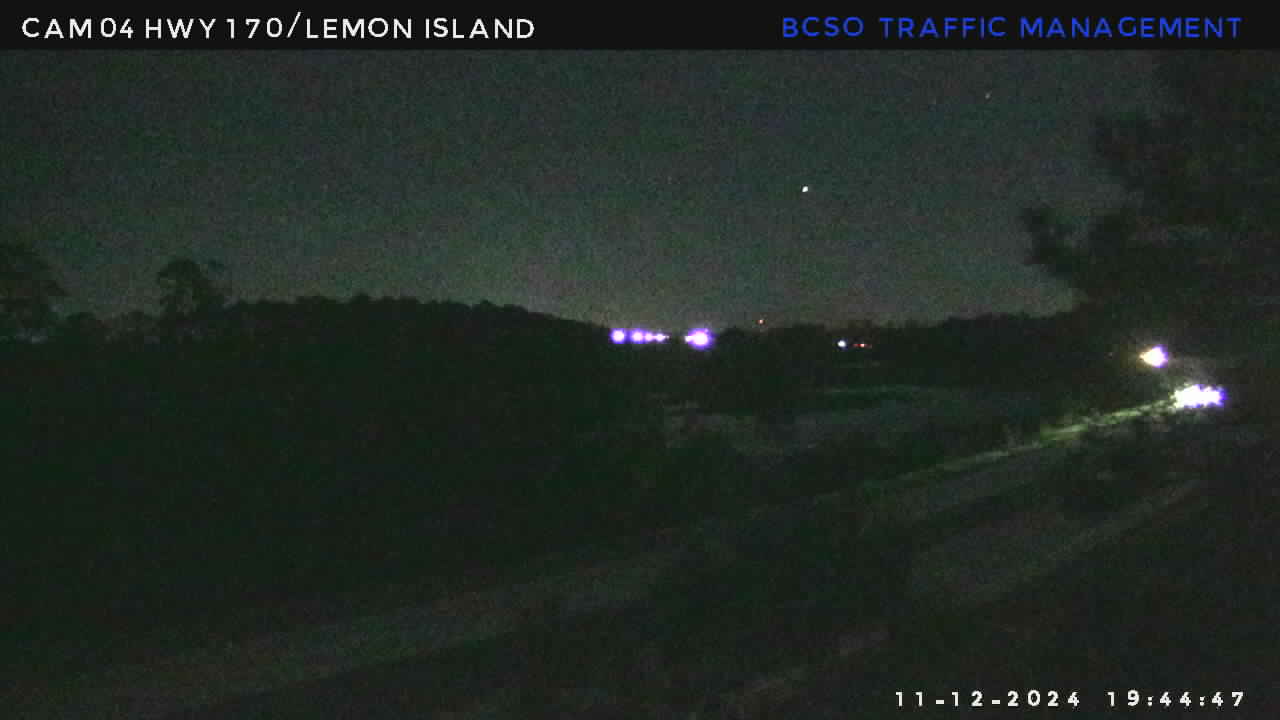 CAM04 HWY 170/LEMON ISLAND
BCSO TRAFFIC MANAGEMENT
11-12-2024 19:44:47